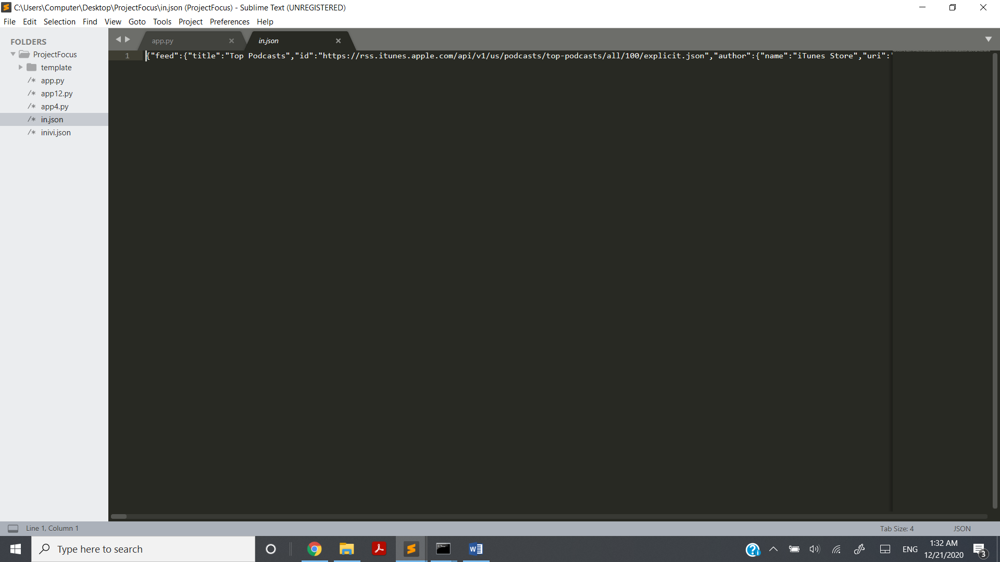 C:\Users\Computer\Desktop\ProjectFocus\in.json (ProjectFocus) - Sublime Text (UNREGISTERED)
File Edit Selection Find View Goto Tools Project Preferences Help
FOLDERS
ProjectFocus
template
/* app.py
/* app12.py
/* app4.py
/* in.json
/* inivi.json
app.py
in.json
1 {"feed":{"title":"Top Podcasts","id":"https://rss.itunes.apple.com/api/v1/us/podcasts/top-podcasts/all/100/explicit.json","author":{"name":"iTunes Store","uri":"
Line 1, Column 1
Tab Size: 4
JSON
Type here to search
ENG
1:32 AM
12/21/2020
3